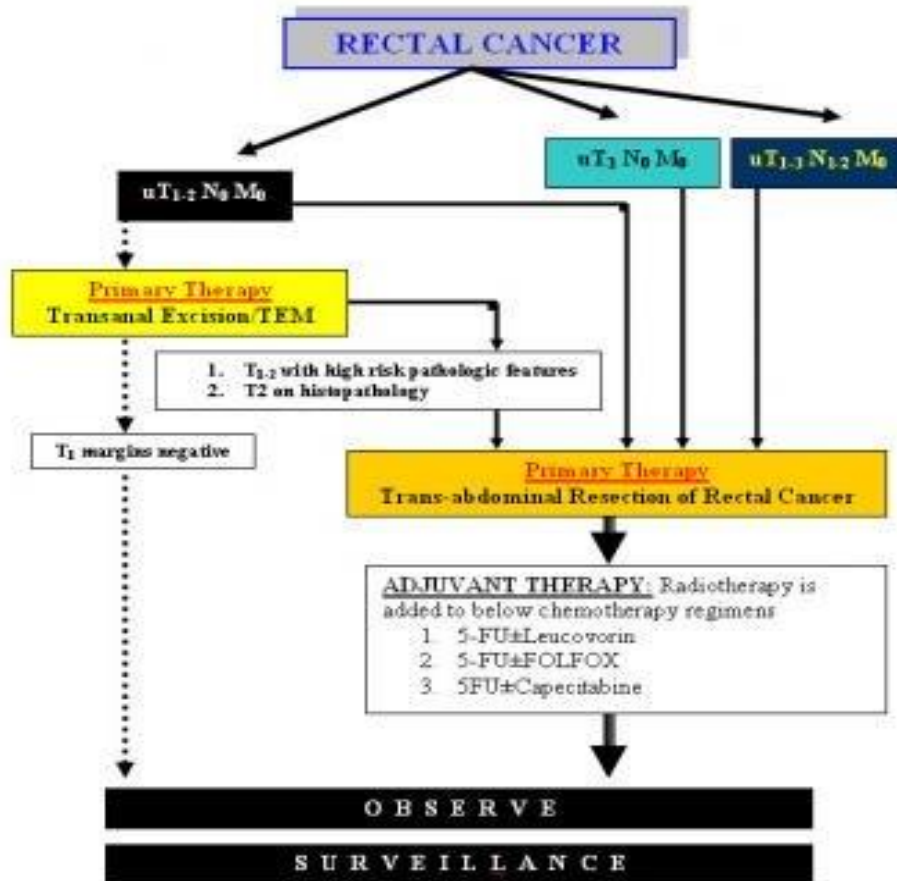 RECTAL CANCER
uT₁₋₂ N₀ M₀
uT₃ N₀ M₀
uT₁₋₃ N₁₋₂ M₀
Primary Therapy
Transanal Excision/TEM
1. T₁₋₂ with high risk pathologic features
2. T2 on histopathology
T₁ margins negative
Primary Therapy
Trans-abdominal Resection of Rectal Cancer
ADJUVANT THERAPY: Radiotherapy is
added to below chemotherapy regimens
1. 5-FU±Leucovorin
2. 5-FU±FOLFOX
3. 5FU±Capecitabine
OBSERVE
SURVEILLANCE